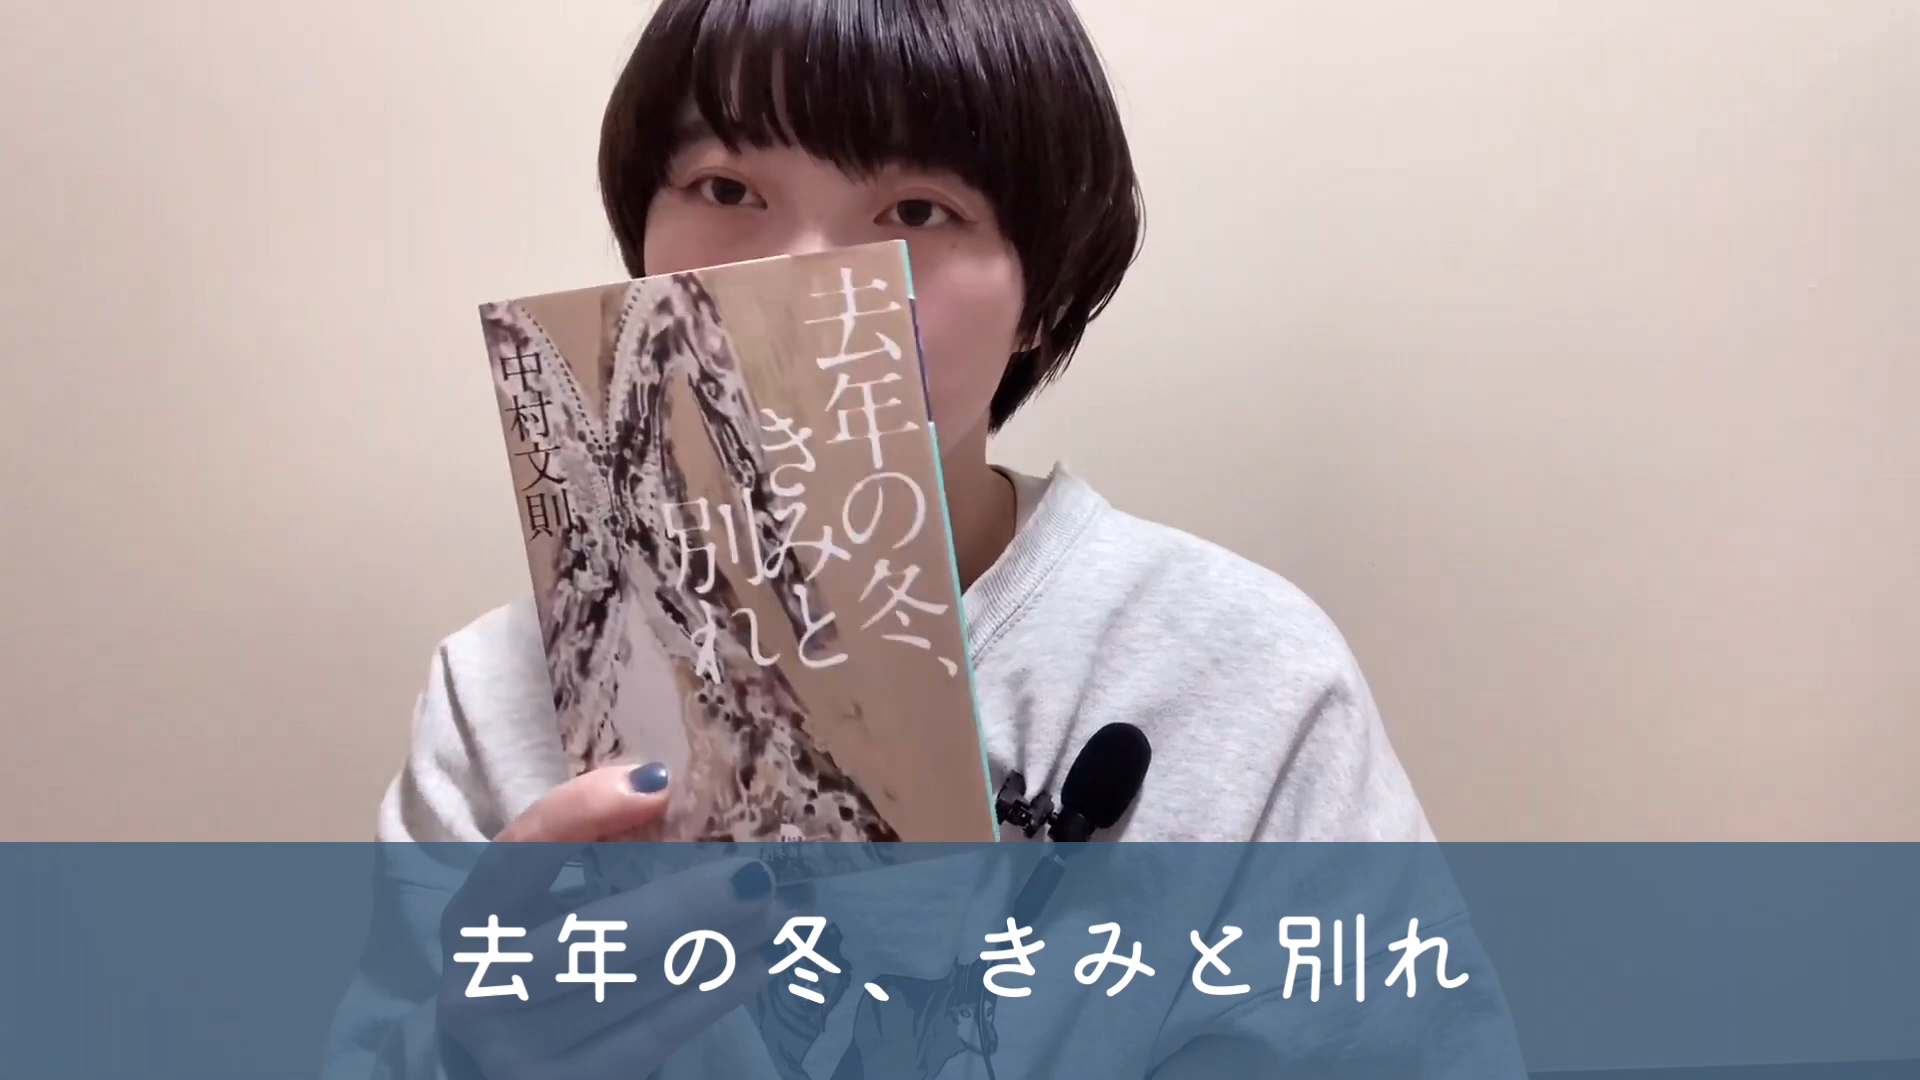 去年の冬、
きみと
別れ
中村文則
去年の冬、きみと別れ